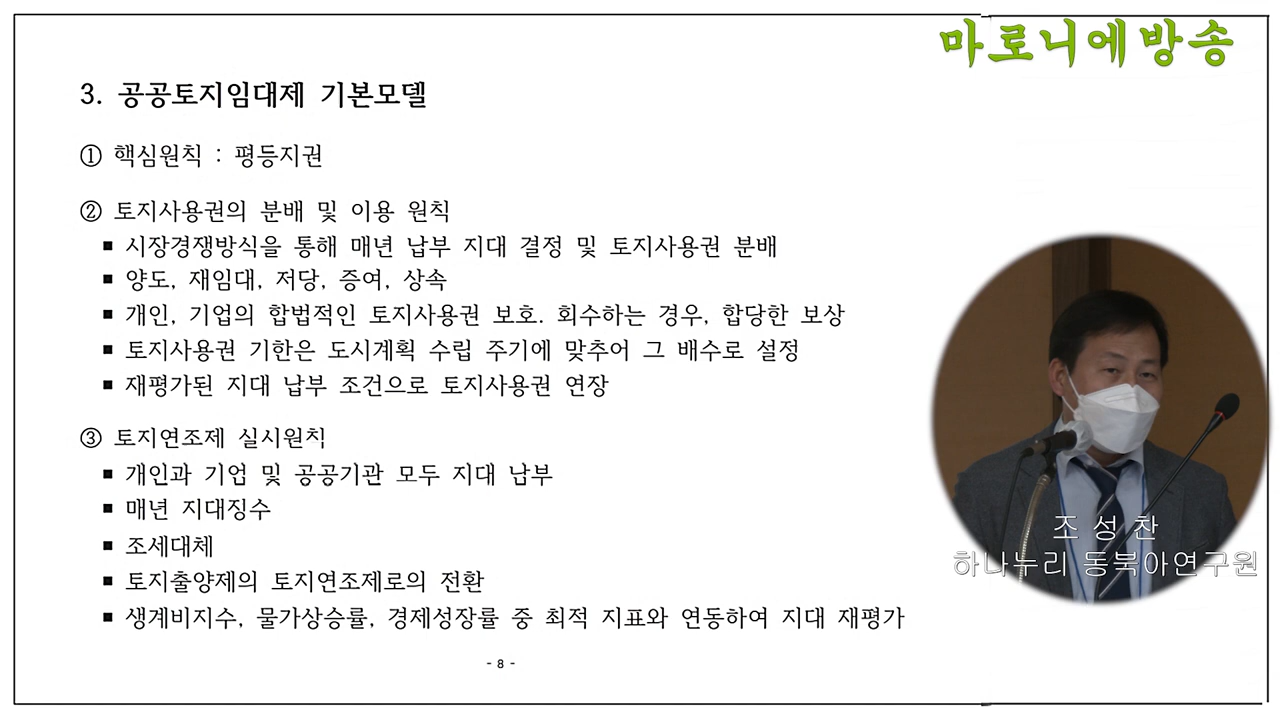 마로니에방송
3. 공공토지임대제 기본모델
① 핵심원칙 : 평등지권
② 토지사용권의 분배 및 이용 원칙
▪ 시장경쟁방식을 통해 매년 납부 지대 결정 및 토지사용권 분배
▪ 양도, 재임대, 저당, 증여, 상속
▪ 개인, 기업의 합법적인 토지사용권 보호. 회수하는 경우, 합당한 보상
▪ 토지사용권 기한은 도시계획 수립 주기에 맞추어 그 배수로 설정
▪ 재평가된 지대 납부 조건으로 토지사용권 연장
③ 토지연조제 실시원칙
▪ 개인과 기업 및 공공기관 모두 지대 납부
▪ 매년 지대징수
▪ 조세대체
▪ 토지출양제의 토지연조제로의 전환
▪ 생계비지수, 물가상승률, 경제성장률 중 최적 지표와 연동하여 지대 재평가
- 8 -
조 성 찬
하나누리 동북아연구원